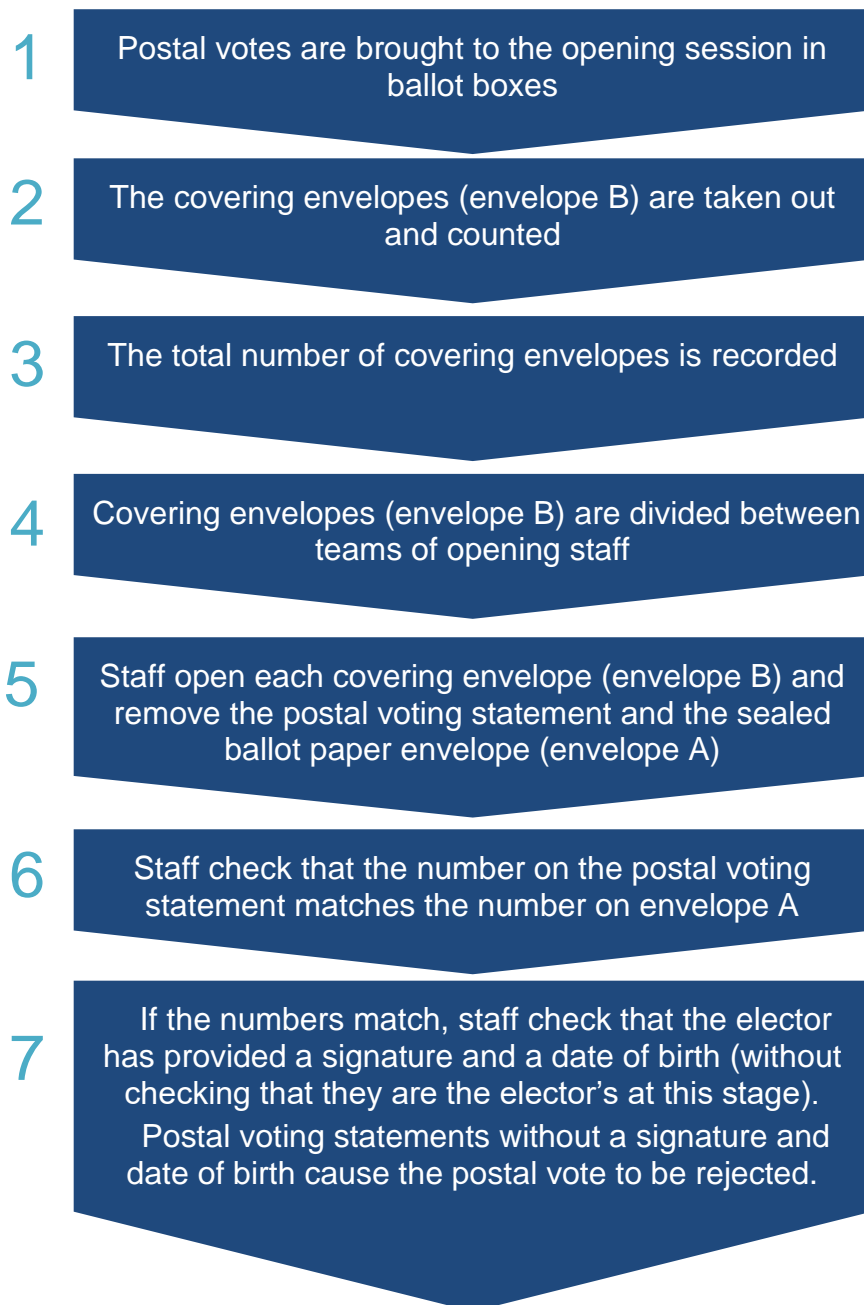 1
Postal votes are brought to the opening session in
ballot boxes
2
The covering envelopes (envelope B) are taken out
and counted
3
The total number of covering envelopes is recorded
4
Covering envelopes (envelope B) are divided between
teams of opening staff
5
Staff open each covering envelope (envelope B) and
remove the postal voting statement and the sealed
ballot paper envelope (envelope A)
6
Staff check that the number on the postal voting
statement matches the number on envelope A
7
If the numbers match, staff check that the elector
has provided a signature and a date of birth (without
checking that they are the elector’s at this stage).
Postal voting statements without a signature and
date of birth cause the postal vote to be rejected.